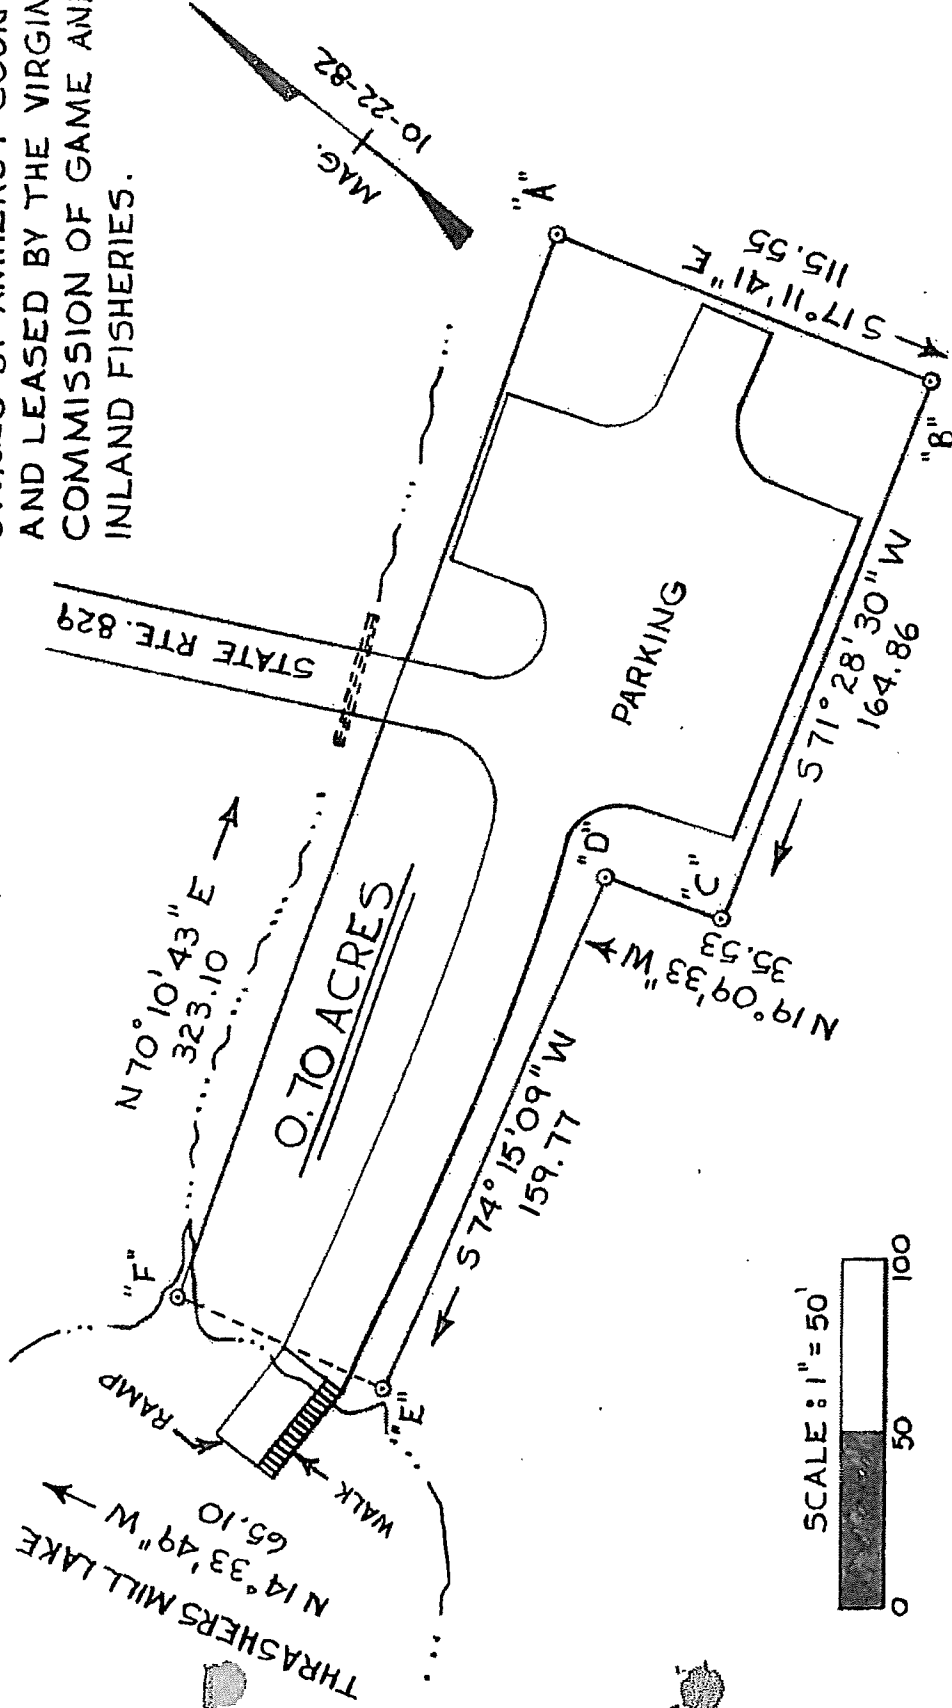 AND LEASED BY THE VIRGIN
COMMISSION OF GAME AN
INLAND FISHERIES.
MAG.
10-22-82
"A"
S 17° 11' 41" E
115.55
"B"
STATE RTE. 829
PARKING
S 71° 28' 30" W
164.86
"C"
"D"
N 19° 09' 33" W
35.53
N 70° 10' 43" E
323.10
0.70 ACRES
S 74° 15' 09" W
159.77
"F"
"E"
RAMP
WALK
N 14° 33' 49" W
65.10
THRASHERS MILL LAKE
SCALE : 1" = 50'
0 50 100